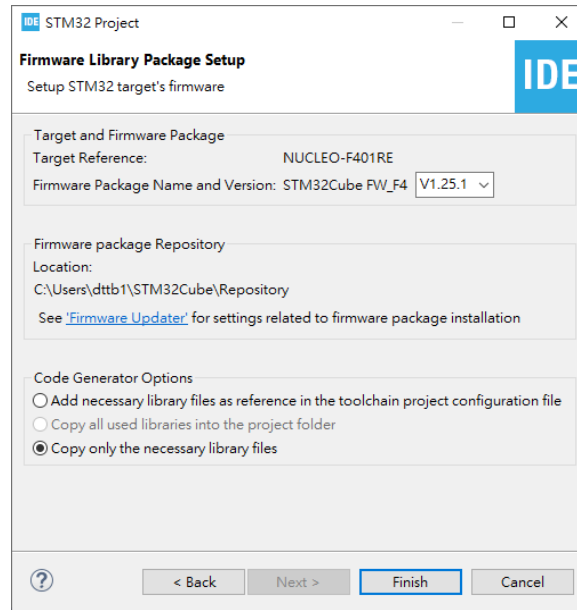 IDE STM32 Project
Firmware Library Package Setup
Setup STM32 target's firmware
IDE
Target and Firmware Package
Target Reference: NUCLEO-F401RE
Firmware Package Name and Version: STM32Cube FW_F4 V1.25.1
Firmware package Repository
Location:
C:\Users\dttb1\STM32Cube\Repository
See 'Firmware Updater' for settings related to firmware package installation
Code Generator Options
Add necessary library files as reference in the toolchain project configuration file
Copy all used libraries into the project folder
Copy only the necessary library files
? < Back Next > Finish Cancel